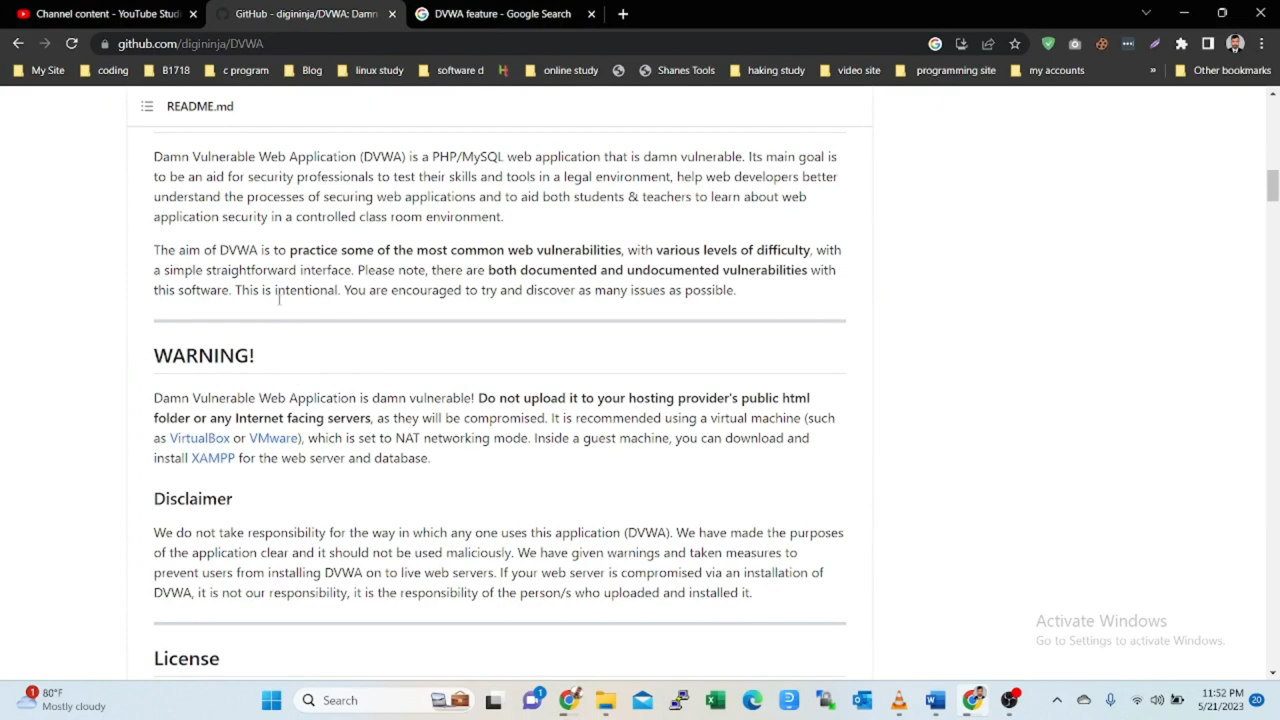 Channel content - YouTube Stud
GitHub - digininja/DVWA: Damn
DVWA feature - Google Search
github.com/digininja/DVWA
My Site
coding
B1718
c program
Blog
linux study
software d
online study
Shanes Tools
haking study
video site
programming site
my accounts
»
Other bookmarks
README.md
Damn Vulnerable Web Application (DVWA) is a PHP/MySQL web application that is damn vulnerable. Its main goal is
to be an aid for security professionals to test their skills and tools in a legal environment, help web developers better
understand the processes of securing web applications and to aid both students & teachers to learn about web
application security in a controlled class room environment.
The aim of DVWA is to practice some of the most common web vulnerabilities, with various levels of difficulty, with
a simple straightforward interface. Please note, there are both documented and undocumented vulnerabilities with
this software. This is intentional. You are encouraged to try and discover as many issues as possible.
WARNING!
Damn Vulnerable Web Application is damn vulnerable! Do not upload it to your hosting provider's public html
folder or any Internet facing servers, as they will be compromised. It is recommended using a virtual machine (such
as VirtualBox or VMware), which is set to NAT networking mode. Inside a guest machine, you can download and
install XAMPP for the web server and database.
Disclaimer
We do not take responsibility for the way in which any one uses this application (DVWA). We have made the purposes
of the application clear and it should not be used maliciously. We have given warnings and taken measures to
prevent users from installing DVWA on to live web servers. If your web server is compromised via an installation of
DVWA, it is not our responsibility, it is the responsibility of the person/s who uploaded and installed it.
License
Activate Windows
Go to Settings to activate Windows.
1
80°F
Mostly cloudy
Search
1
11:52 PM
5/21/2023
20